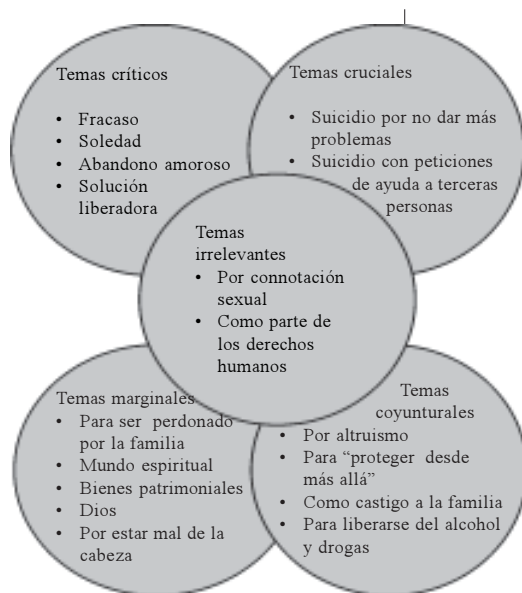 Temas críticos
• Fracaso
• Soledad
• Abandono amoroso
• Solución
liberadora
Temas cruciales
• Suicidio por no dar más
problemas
• Suicidio con peticiones
de ayuda a terceras
personas
Temas
irrelevantes
• Por connotación
sexual
• Como parte de
los derechos
humanos
Temas marginales
• Para ser perdonado
por la familia
• Mundo espiritual
• Bienes patrimoniales
• Dios
• Por estar mal de la
cabeza
Temas
coyunturales
• Por altruismo
• Para “proteger desde
más allá”
• Como castigo a la familia
• Para liberarse del alcohol
y drogas